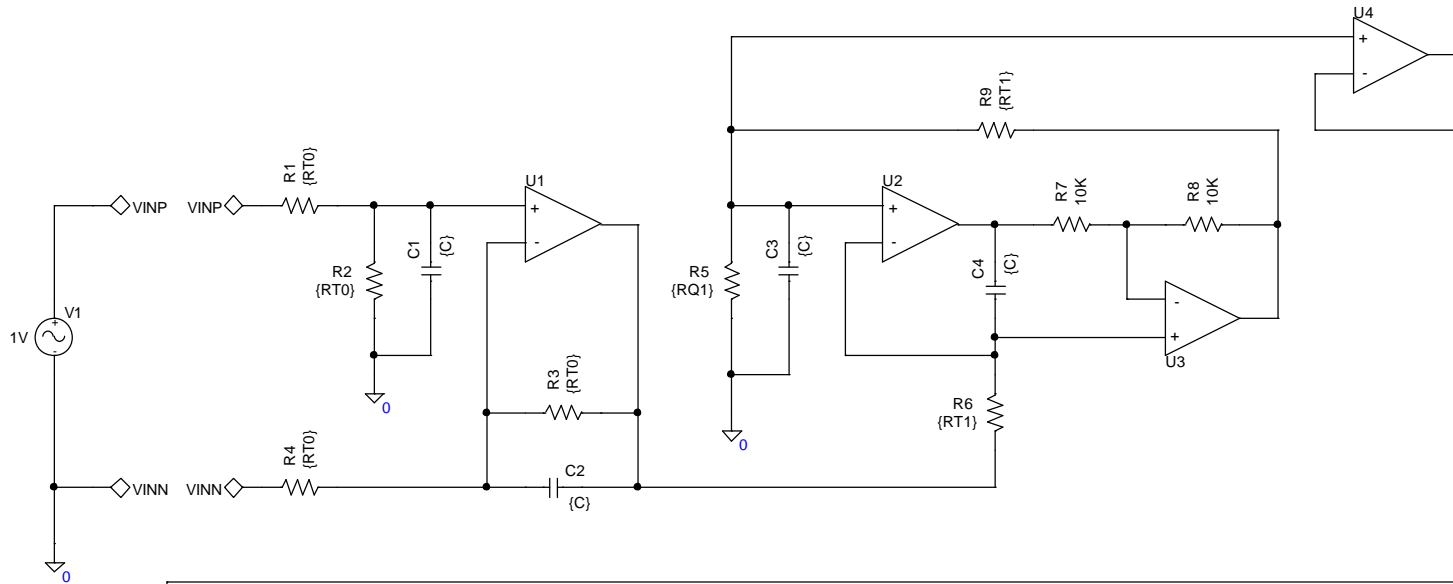 U4
R9
{RT1}
R1
{RT0}
U1
U2
R7
10K
R8
10K
VINP
VINP
+
-
+
-
+
-
C1
{C}
C3
{C}
R2
{RT0}
R5
{RQ1}
C4
{C}
-
+
U3
V1
1V
+
-
0
R3
{RT0}
R6
{RT1}
0
R4
{RT0}
C2
{C}
VINN
VINN
0